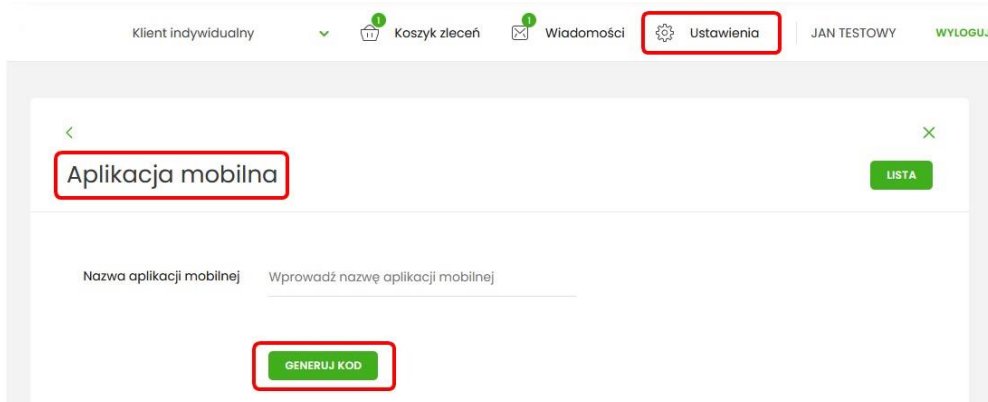 Klient indywidualny 1 Koszyk zleceń 1 Wiadomości Ustawienia JAN TESTOWY WYLOGUJ
Aplikacja mobilna LISTA
Nazwa aplikacji mobilnej Wprowadź nazwę aplikacji mobilnej
GENERUJ KOD